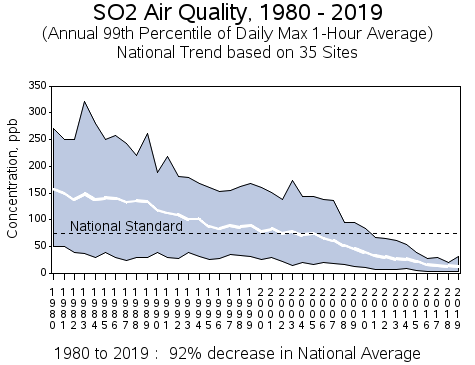 SO2 Air Quality, 1980 - 2019
(Annual 99th Percentile of Daily Max 1-Hour Average)
National Trend based on 35 Sites
Concentration, ppb
350
300
250
200
150
100
50
0
National Standard
1980 1981 1982 1983 1984 1985 1986 1987 1988 1989 1990 1991 1992 1993 1994 1995 1996 1997 1998 1999 2000 2001 2002 2003 2004 2005 2006 2007 2008 2009 2010 2011 2012 2013 2014 2015 2016 2017 2018 2019
1980 to 2019 : 92% decrease in National Average